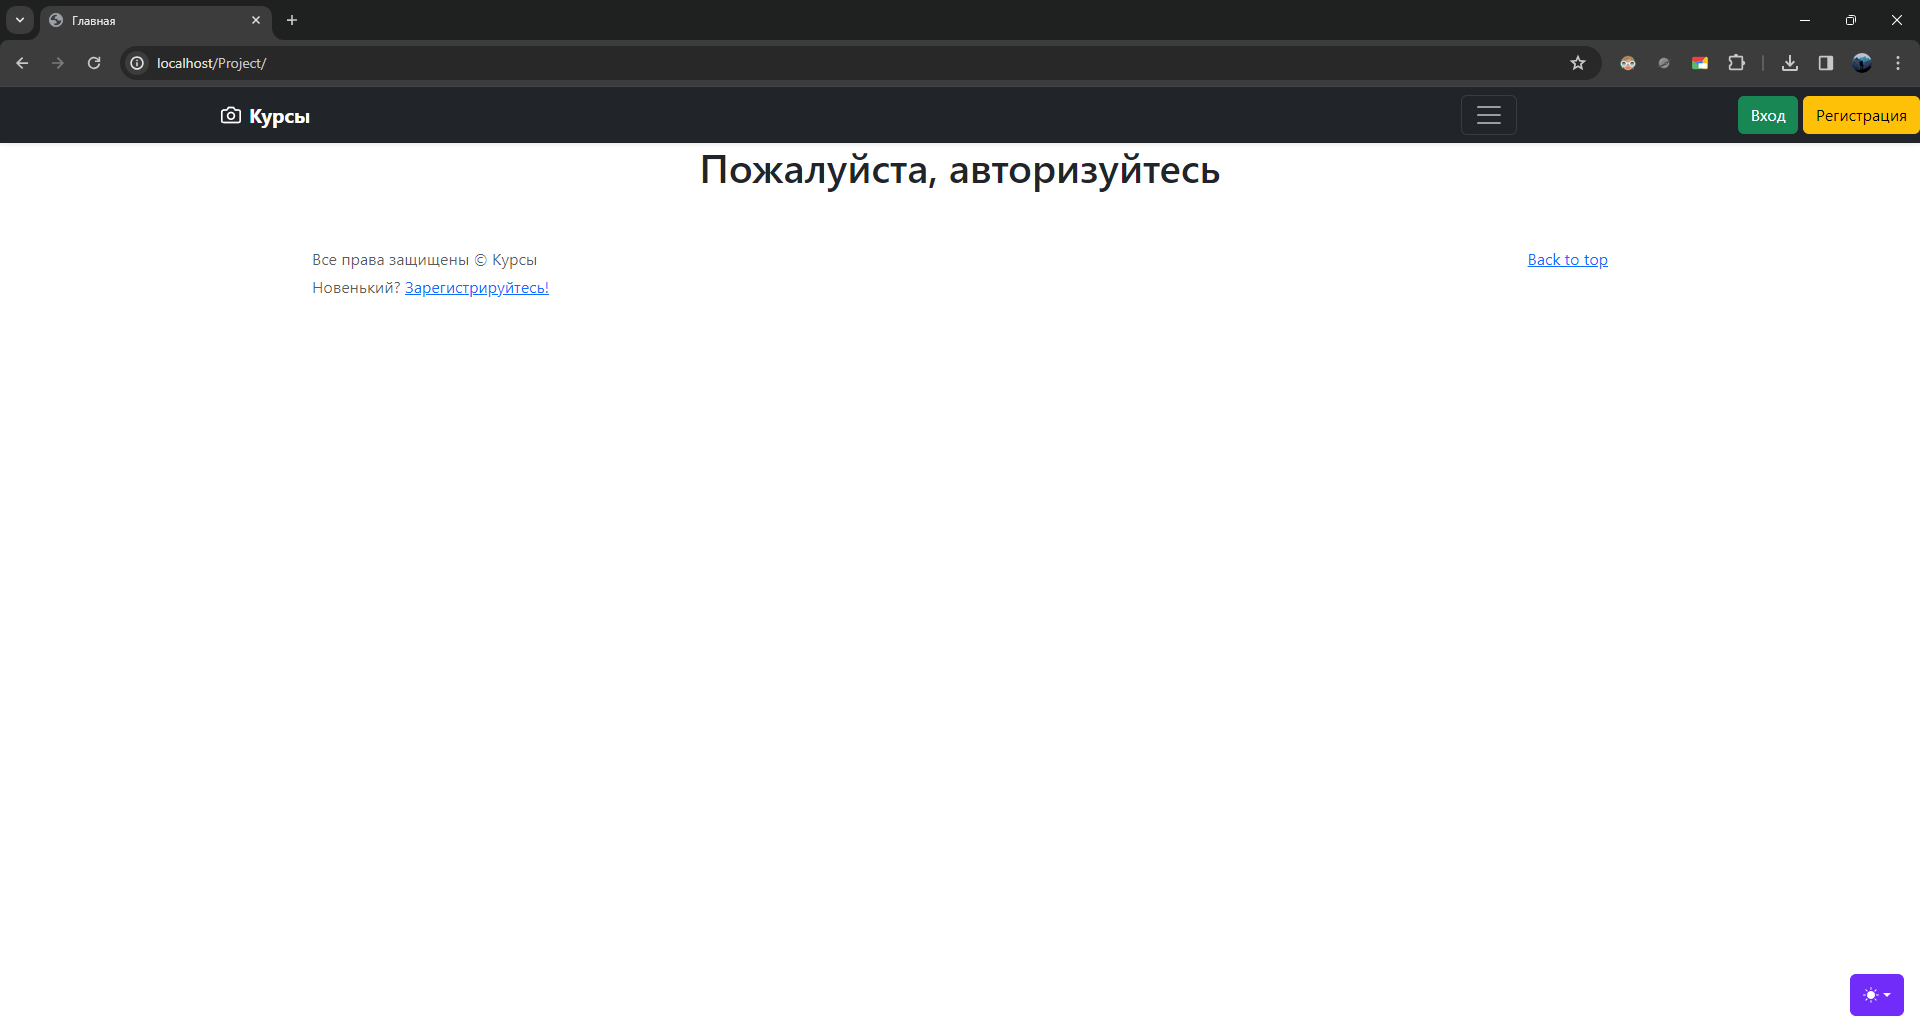 Главная
localhost/Project/
Курсы
Вход
Регистрация
Пожалуйста, авторизуйтесь
Все права защищены © Курсы
Back to top
Новенький? Зарегистрируйтесь!